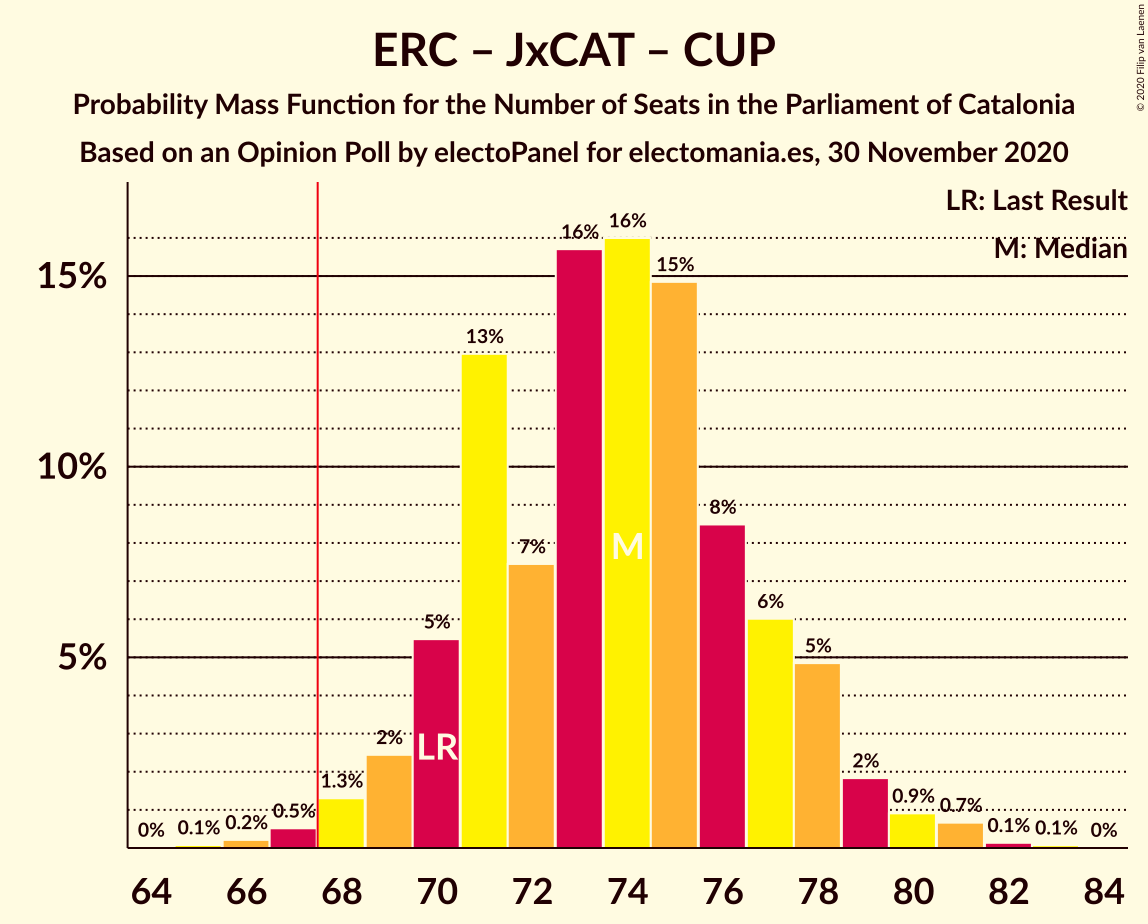 ERC – JxCAT – CUP
Probability Mass Function for the Number of Seats in the Parliament of Catalonia
Based on an Opinion Poll by electoPanel for electomania.es, 30 November 2020
© 2020 Filip van Laenen
LR: Last Result
M: Median
15%
10%
5%
0%
0.1%
0.2%
0.5%
1.3%
2%
5%
13%
7%
16%
16%
15%
8%
6%
5%
2%
0.9%
0.7%
0.1%
0.1%
0%
LR
M
64 66 68 70 72 74 76 78 80 82 84